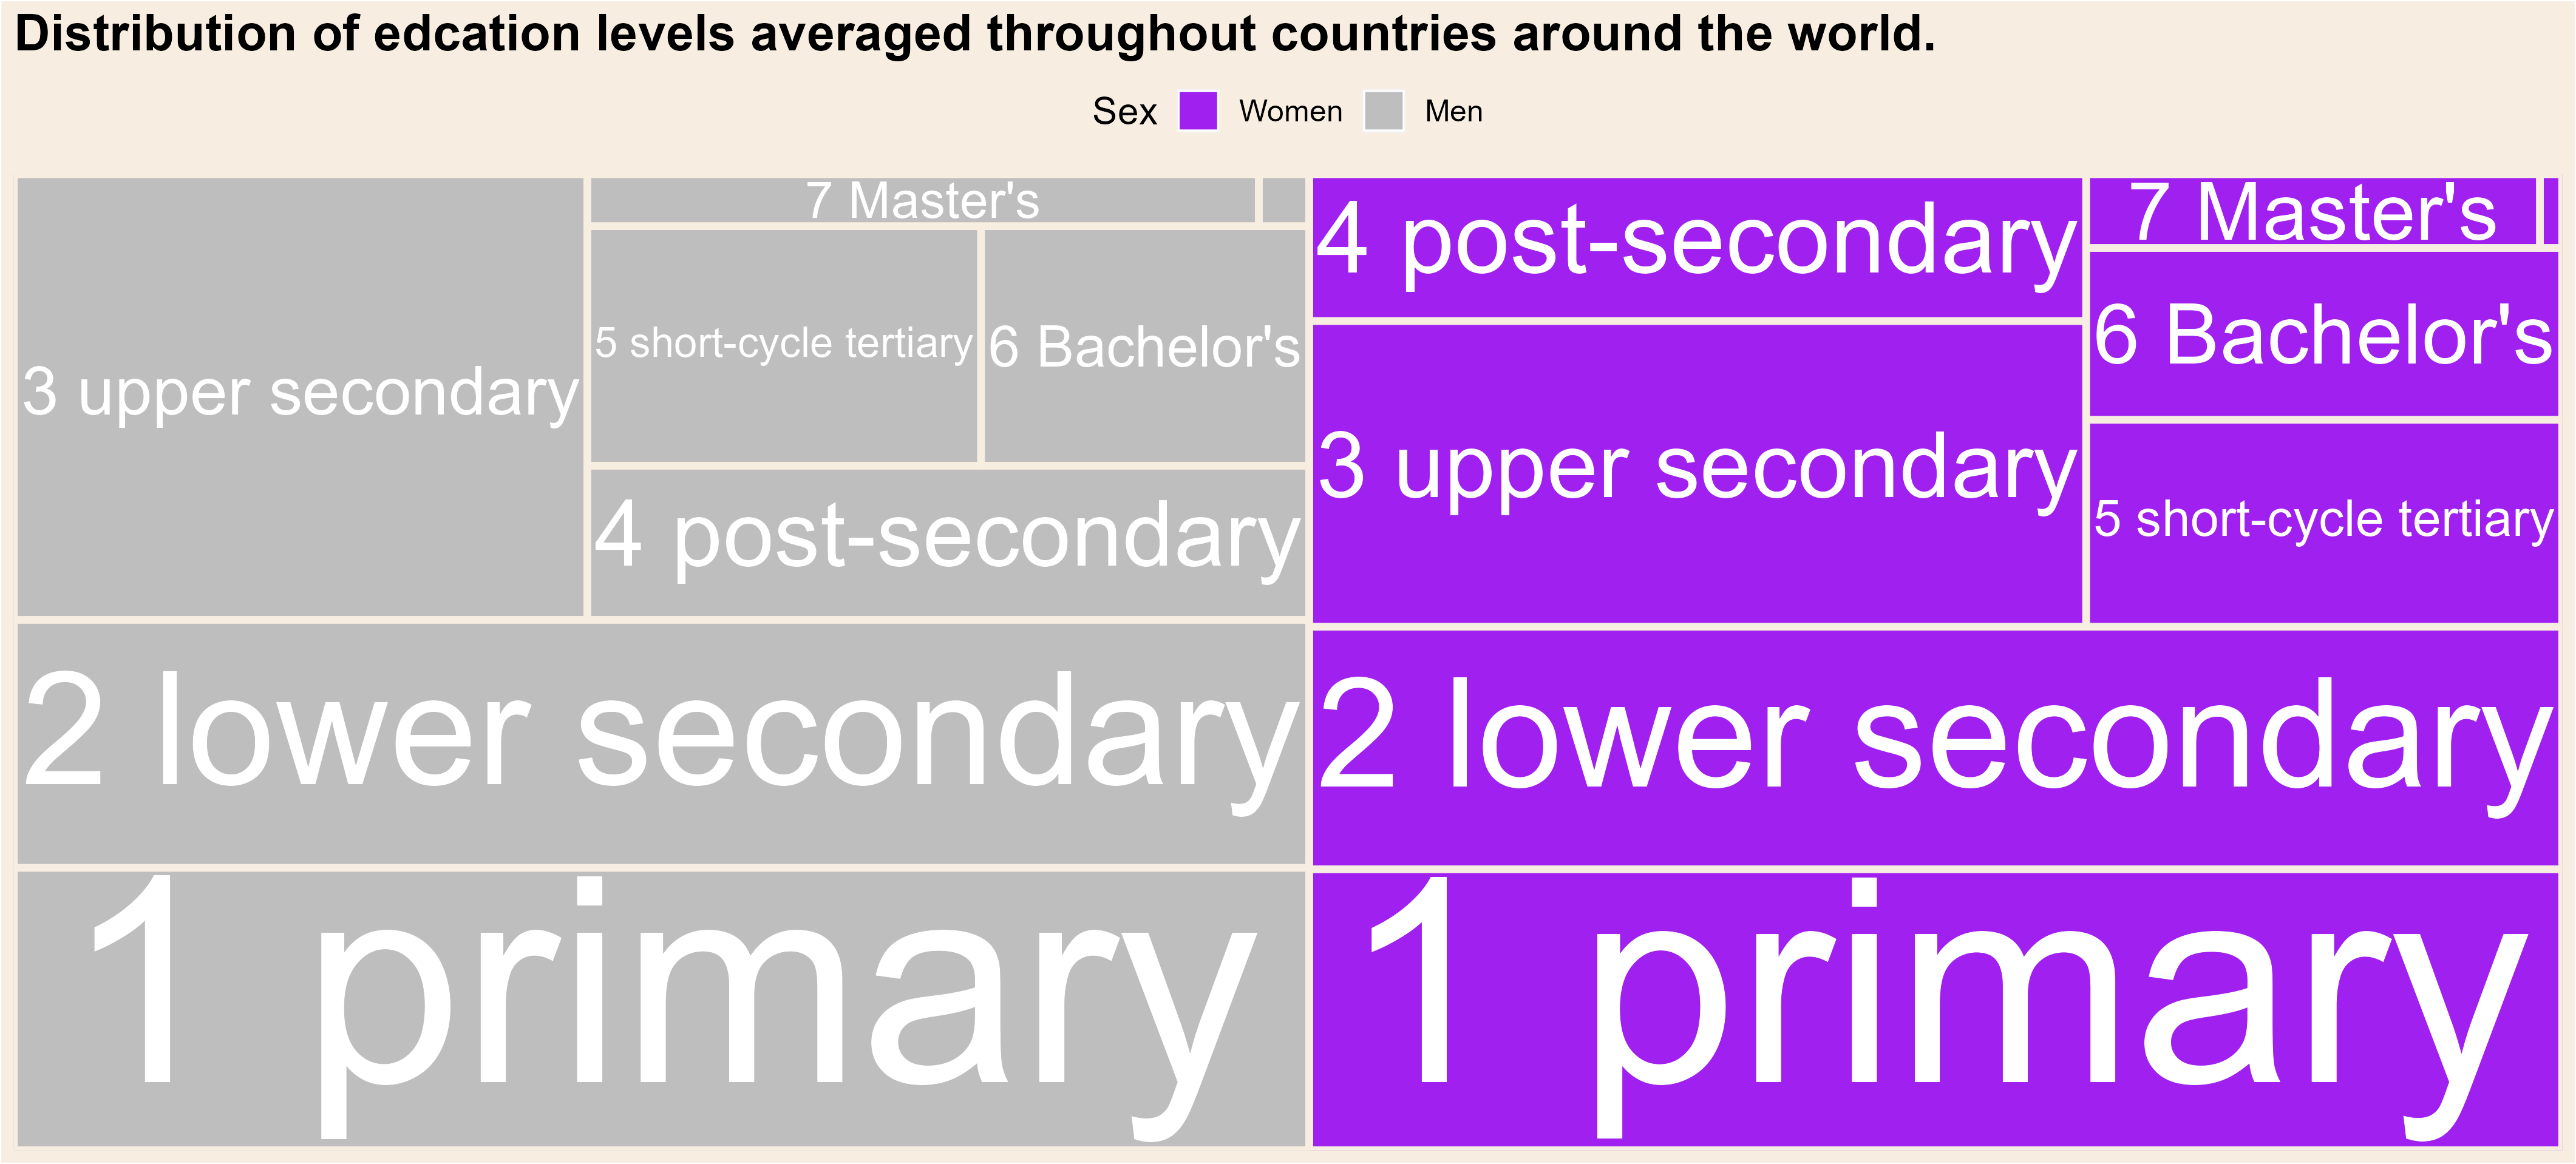 Distribution of edcation levels averaged throughout countries around the world.
Sex Women Men
7 Master's
3 upper secondary
5 short-cycle tertiary
6 Bachelor's
4 post-secondary
2 lower secondary
1 primary
4 post-secondary
7 Master's
6 Bachelor's
3 upper secondary
5 short-cycle tertiary
2 lower secondary
1 primary